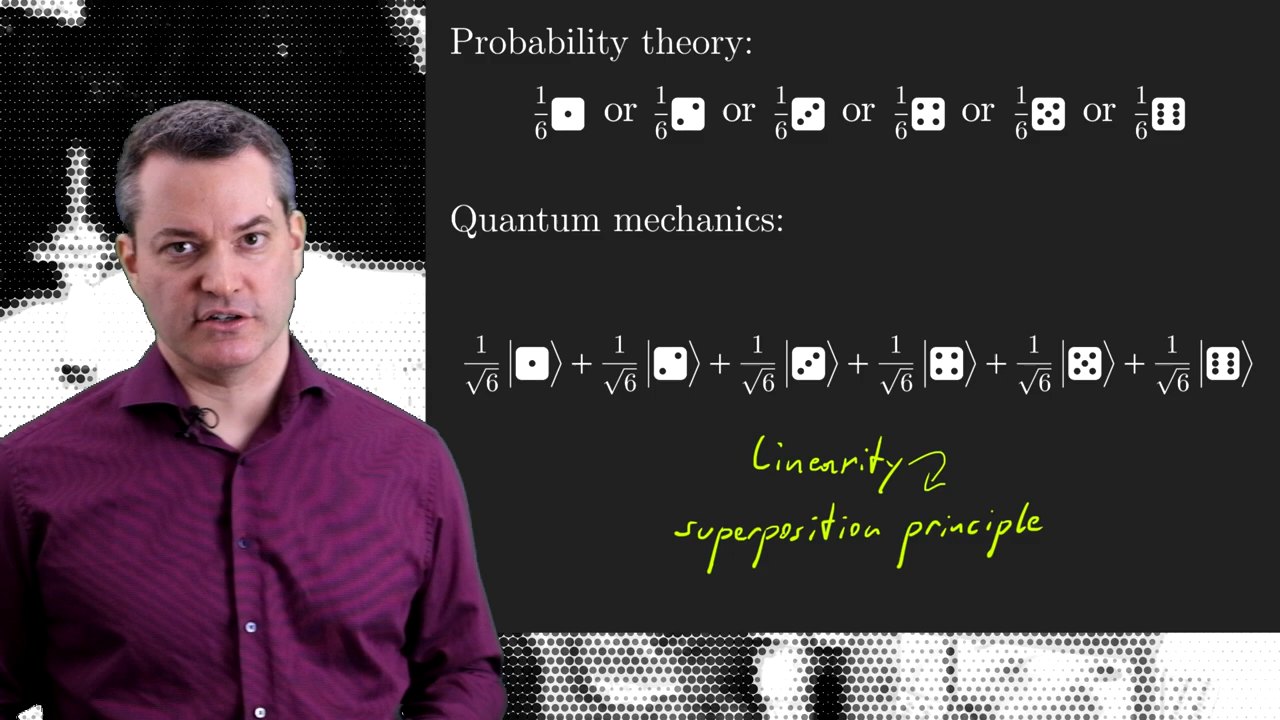 Probability theory:
1/6 ⚀ or 1/6 ⚁ or 1/6 ⚂ or 1/6 ⚃ or 1/6 ⚄ or 1/6 ⚅
Quantum mechanics:
1/√6 |⚀⟩ + 1/√6 |⚁⟩ + 1/√6 |⚂⟩ + 1/√6 |⚃⟩ + 1/√6 |⚄⟩ + 1/√6 |⚅⟩
Linearity
superposition principle